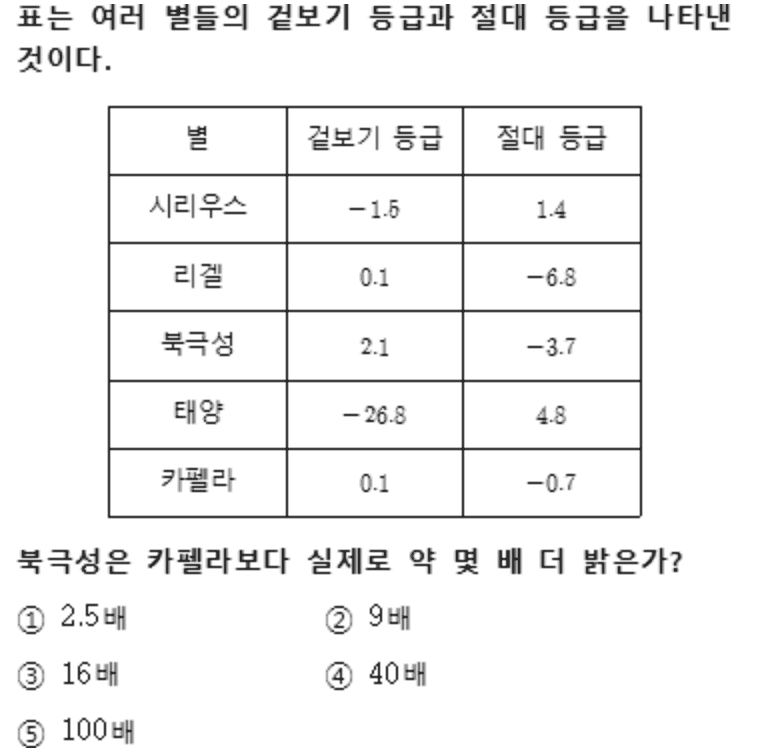 표는 여러 별들의 겉보기 등급과 절대 등급을 나타낸
것이다.
별 겉보기 등급 절대 등급
시리우스 −1.5 1.4
리겔 0.1 −6.8
북극성 2.1 −3.7
태양 −26.8 4.8
카펠라 0.1 −0.7
북극성은 카펠라보다 실제로 약 몇 배 더 밝은가?
① 2.5배 ② 9배
③ 16배 ④ 40배
⑤ 100배